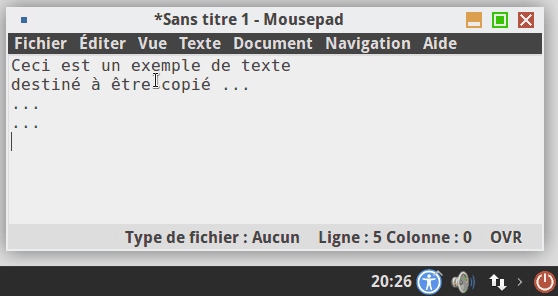 *Sans titre 1 - Mousepad
Fichier Éditer Vue Texte Document Navigation Aide
Ceci est un exemple de texte
destiné à être copié ...
...
...
Type de fichier : Aucun Ligne : 5 Colonne : 0 OVR
20:26